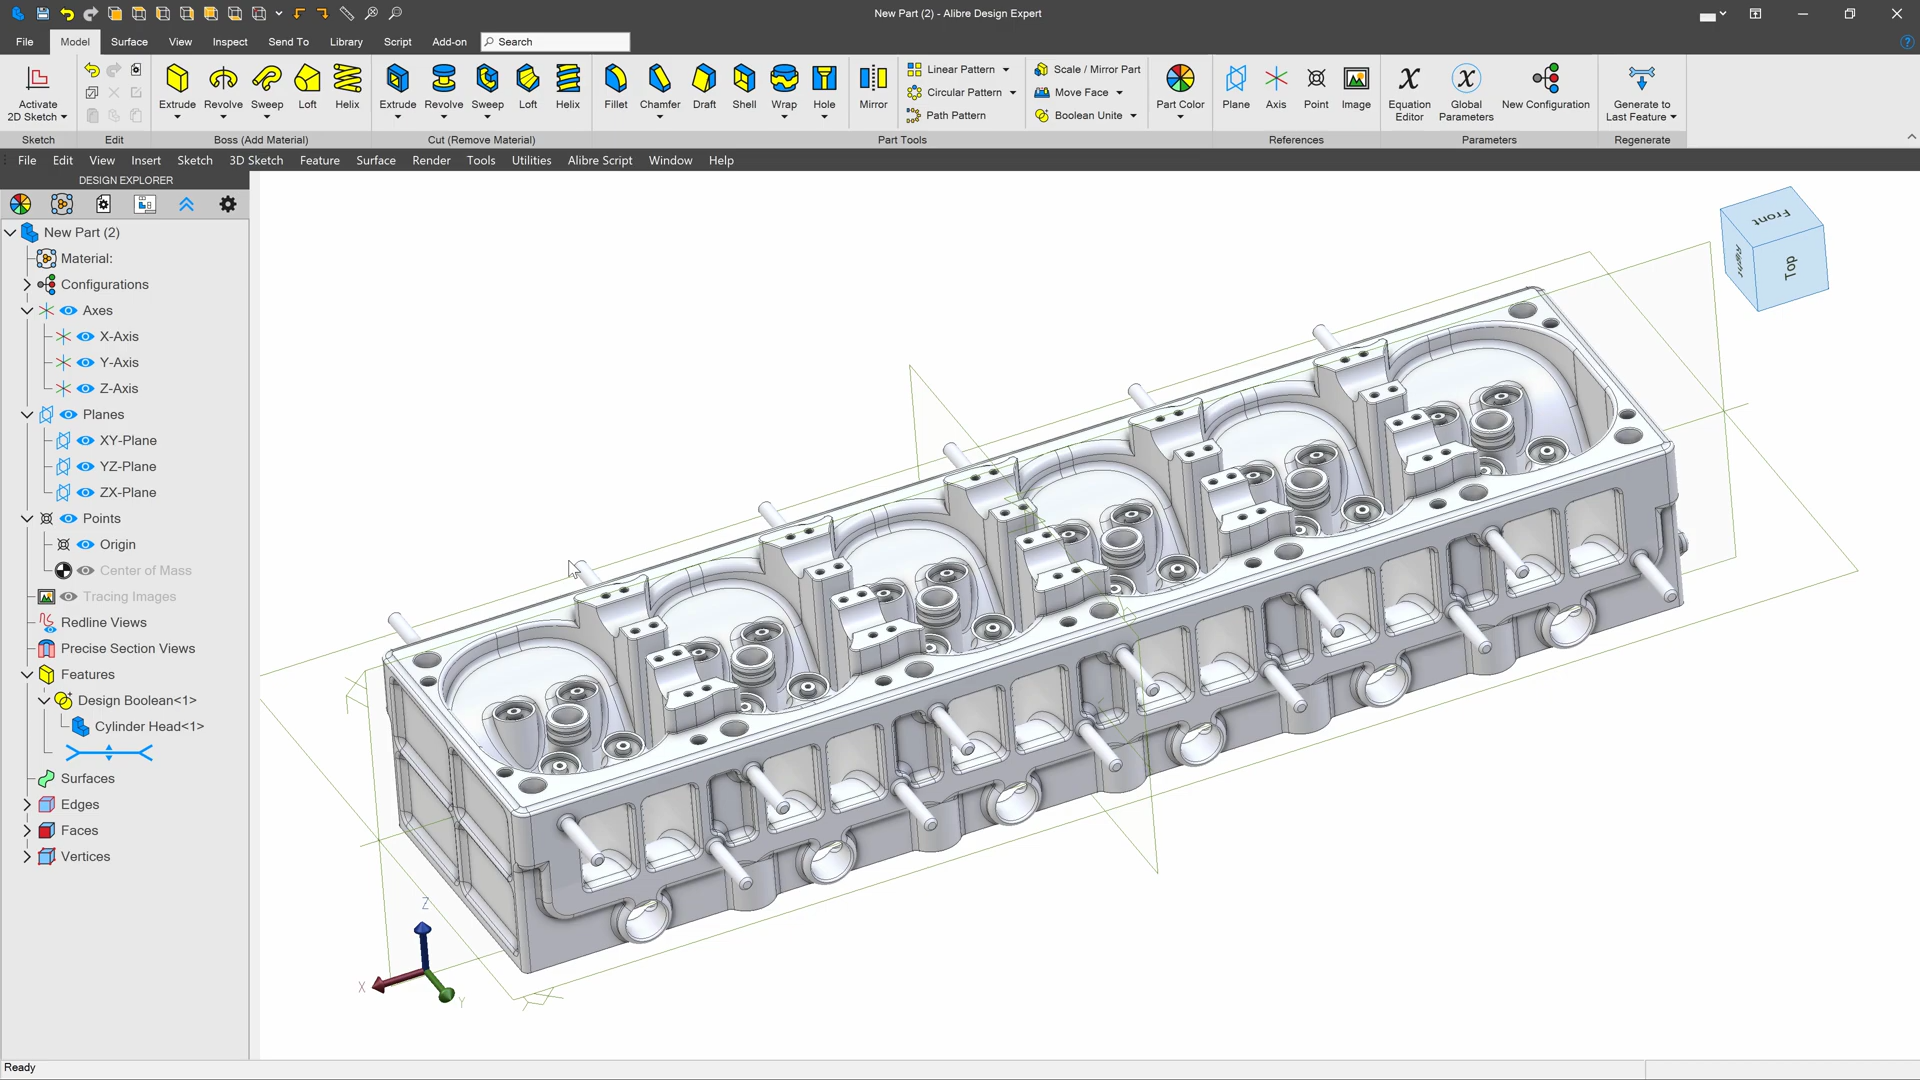 New Part (2) - Alibre Design Expert
File Model Surface View Inspect Send To Library Script Add-on Search
Activate
2D Sketch
Extrude Revolve Sweep Loft Helix
Extrude Revolve Sweep Loft Helix
Fillet Chamfer Draft Shell Wrap Hole Mirror
Linear Pattern
Circular Pattern
Path Pattern
Scale / Mirror Part
Move Face
Boolean Unite
Part Color
Plane Axis Point Image
Equation
Editor
Global
Parameters
New Configuration
Generate to
Last Feature
Sketch Edit Boss (Add Material) Cut (Remove Material) Part Tools References Parameters Regenerate
File Edit View Insert Sketch 3D Sketch Feature Surface Render Tools Utilities Alibre Script Window Help
DESIGN EXPLORER
New Part (2)
Material:
Configurations
Axes
X-Axis
Y-Axis
Z-Axis
Planes
XY-Plane
YZ-Plane
ZX-Plane
Points
Origin
Center of Mass
Tracing Images
Redline Views
Precise Section Views
Features
Design Boolean<1>
Cylinder Head<1>
Surfaces
Edges
Faces
Vertices
Front
Right
Top
Z
X
Y
Ready